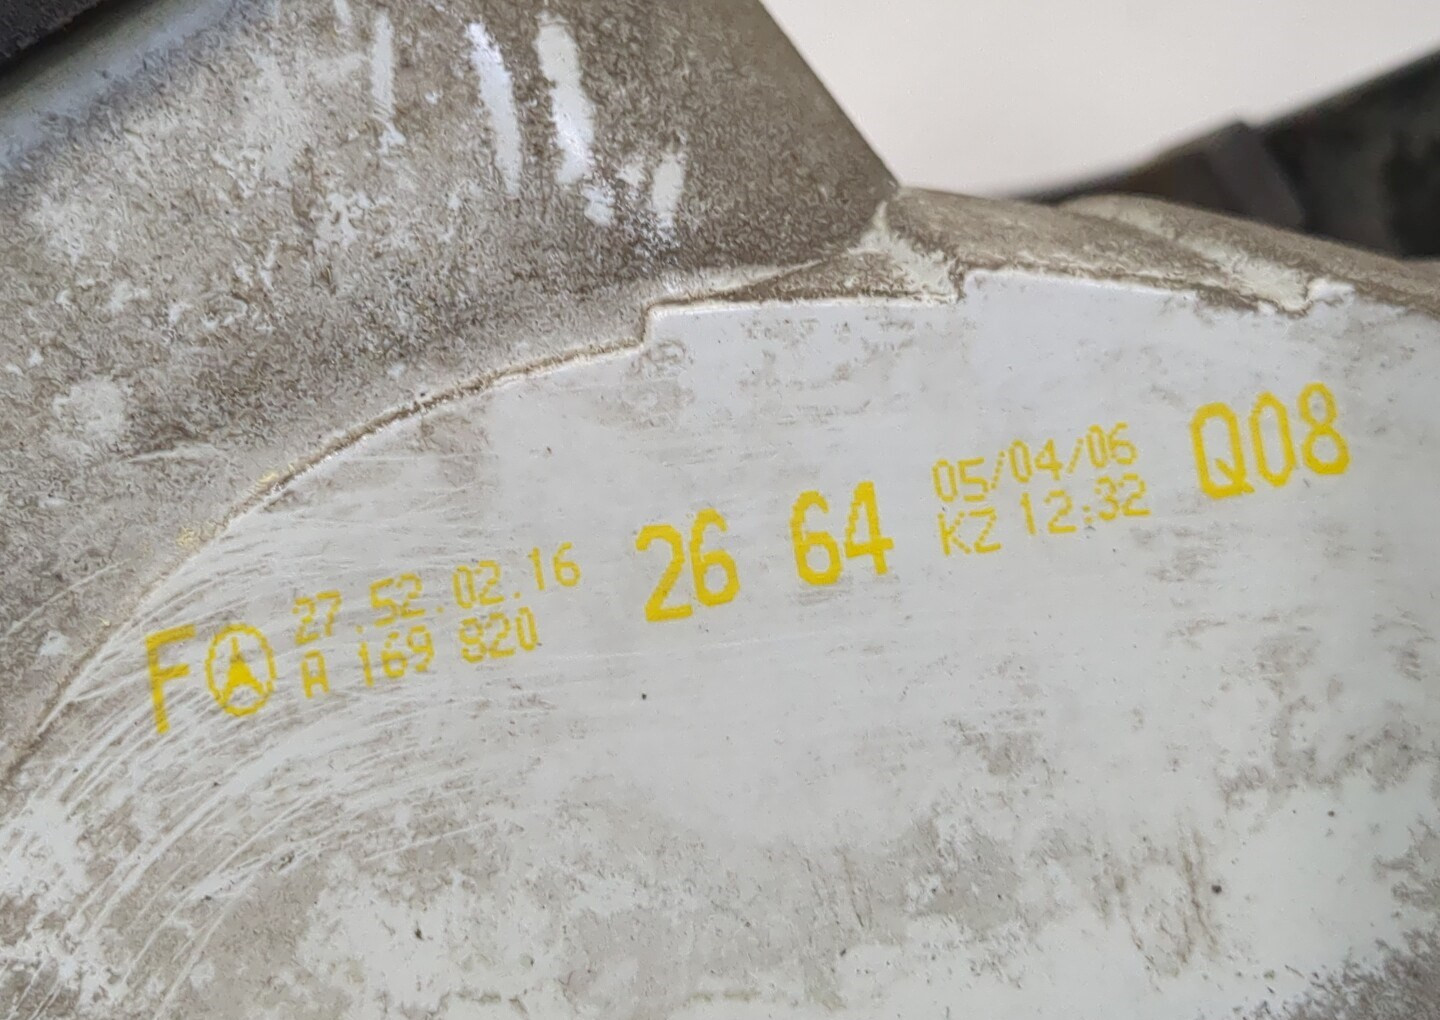 F 27.52.02.16 26 64 05/04/06 Q08
A 169 820 KZ 12:32